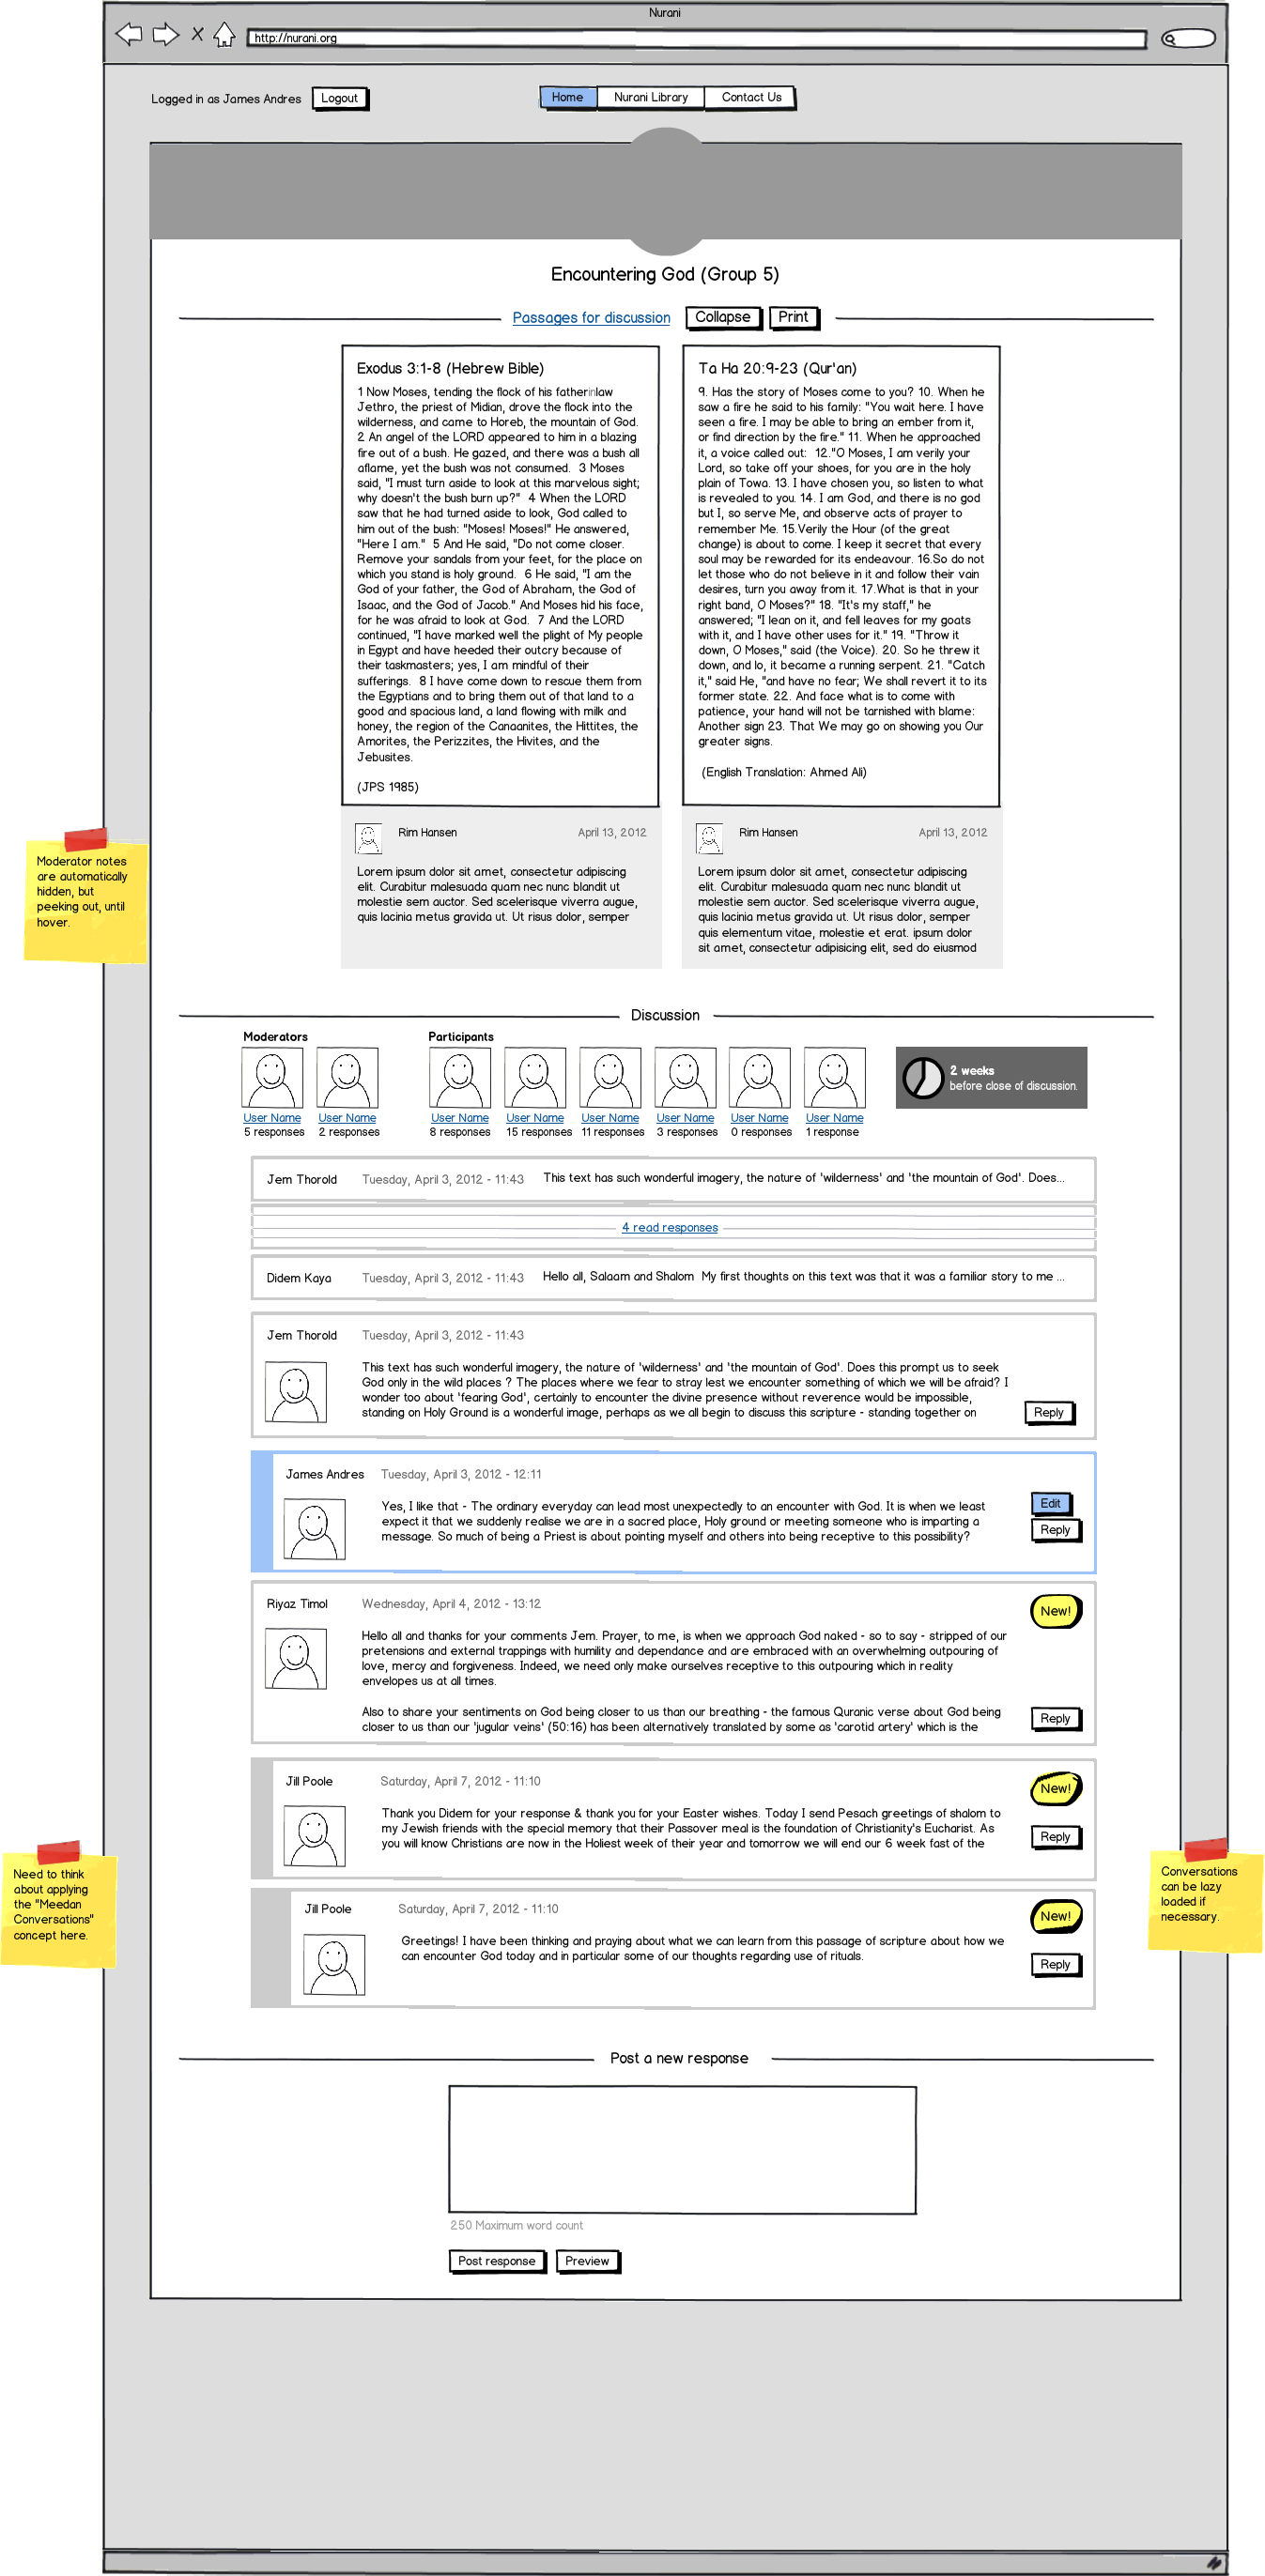 Nurani
http://nurani.org
Logged in as James Andres
Logout
Home
Nurani Library
Contact Us
Encountering God (Group 5)
Passages for discussion
Collapse
Print
Exodus 3:1-8 (Hebrew Bible)
1 Now Moses, tending the flock of his fatherinlaw
Jethro, the priest of Midian, drove the flock into the
wilderness, and came to Horeb, the mountain of God.
2 An angel of the LORD appeared to him in a blazing
fire out of a bush. He gazed, and there was a bush all
aflame, yet the bush was not consumed.  3 Moses
said, "I must turn aside to look at this marvelous sight;
why doesn't the bush burn up?"  4 When the LORD
saw that he had turned aside to look, God called to
him out of the bush: "Moses! Moses!" He answered,
"Here I am."  5 And He said, "Do not come closer.
Remove your sandals from your feet, for the place on
which you stand is holy ground.  6 He said, "I am the
God of your father, the God of Abraham, the God of
Isaac, and the God of Jacob." And Moses hid his face,
for he was afraid to look at God.  7 And the LORD
continued, "I have marked well the plight of My people
in Egypt and have heeded their outcry because of
their taskmasters; yes, I am mindful of their
sufferings.  8 I have come down to rescue them from
the Egyptians and to bring them out of that land to a
good and spacious land, a land flowing with milk and
honey, the region of the Canaanites, the Hittites, the
Amorites, the Perizzites, the Hivites, and the
Jebusites.
(JPS 1985)
Ta Ha 20:9-23 (Qur'an)
9. Has the story of Moses come to you? 10. When he
saw a fire he said to his family: "You wait here. I have
seen a fire. I may be able to bring an ember from it,
or find direction by the fire." 11. When he approached
it, a voice called out:  12."O Moses, I am verily your
Lord, so take off your shoes, for you are in the holy
plain of Towa. 13. I have chosen you, so listen to what
is revealed to you. 14. I am God, and there is no god
but I, so serve Me, and observe acts of prayer to
remember Me. 15.Verily the Hour (of the great
change) is about to come. I keep it secret that every
soul may be rewarded for its endeavour. 16.So do not
let those who do not believe in it and follow their vain
desires, turn you away from it. 17.What is that in your
right band, O Moses?" 18. "It's my staff," he
answered; "I lean on it, and fell leaves for my goats
with it, and I have other uses for it." 19. "Throw it
down, O Moses," said (the Voice). 20. So he threw it
down, and lo, it became a running serpent. 21. "Catch
it," said He, "and have no fear; We shall revert it to its
former state. 22. And face what is to come with
patience, your hand will not be tarnished with blame:
Another sign 23. That We may go on showing you Our
greater signs.
(English Translation: Ahmed Ali)
Moderator notes
are automatically
hidden, but
peeking out, until
hover.
Rim Hansen
April 13, 2012
Lorem ipsum dolor sit amet, consectetur adipiscing
elit. Curabitur malesuada quam nec nunc blandit ut
molestie sem auctor. Sed scelerisque viverra augue,
quis lacinia metus gravida ut. Ut risus dolor, semper
Rim Hansen
April 13, 2012
Lorem ipsum dolor sit amet, consectetur adipiscing
elit. Curabitur malesuada quam nec nunc blandit ut
molestie sem auctor. Sed scelerisque viverra augue,
quis lacinia metus gravida ut. Ut risus dolor, semper
quis elementum vitae, molestie et erat. ipsum dolor
sit amet, consectetur adipisicing elit, sed do eiusmod
Discussion
Moderators
User Name
5 responses
User Name
2 responses
Participants
User Name
8 responses
User Name
15 responses
User Name
11 responses
User Name
3 responses
User Name
0 responses
User Name
1 response
2 weeks
before close of discussion.
Jem Thorold
Tuesday, April 3, 2012 - 11:43
This text has such wonderful imagery, the nature of 'wilderness' and 'the mountain of God'. Does...
4 read responses
Didem Kaya
Tuesday, April 3, 2012 - 11:43
Hello all, Salaam and Shalom  My first thoughts on this text was that it was a familiar story to me ...
Jem Thorold
Tuesday, April 3, 2012 - 11:43
This text has such wonderful imagery, the nature of 'wilderness' and 'the mountain of God'. Does this prompt us to seek
God only in the wild places ? The places where we fear to stray lest we encounter something of which we will be afraid? I
wonder too about 'fearing God', certainly to encounter the divine presence without reverence would be impossible,
standing on Holy Ground is a wonderful image, perhaps as we all begin to discuss this scripture - standing together on
Reply
James Andres
Tuesday, April 3, 2012 - 12:11
Yes, I like that - The ordinary everyday can lead most unexpectedly to an encounter with God. It is when we least
expect it that we suddenly realise we are in a sacred place, Holy ground or meeting someone who is imparting a
message. So much of being a Priest is about pointing myself and others into being receptive to this possibility?
Edit
Reply
Riyaz Timol
Wednesday, April 4, 2012 - 13:12
New!
Hello all and thanks for your comments Jem. Prayer, to me, is when we approach God naked - so to say - stripped of our
pretensions and external trappings with humility and dependance and are embraced with an overwhelming outpouring of
love, mercy and forgiveness. Indeed, we need only make ourselves receptive to this outpouring which in reality
envelopes us at all times.
Also to share your sentiments on God being closer to us than our breathing - the famous Quranic verse about God being
closer to us than our 'jugular veins' (50:16) has been alternatively translated by some as 'carotid artery' which is the
Reply
Jill Poole
Saturday, April 7, 2012 - 11:10
New!
Thank you Didem for your response & thank you for your Easter wishes. Today I send Pesach greetings of shalom to
my Jewish friends with the special memory that their Passover meal is the foundation of Christianity's Eucharist. As
you will know Christians are now in the Holiest week of their year and tomorrow we will end our 6 week fast of the
Reply
Need to think
about applying
the "Meedan
Conversations"
concept here.
Conversations
can be lazy
loaded if
necessary.
Jill Poole
Saturday, April 7, 2012 - 11:10
New!
Greetings! I have been thinking and praying about what we can learn from this passage of scripture about how we
can encounter God today and in particular some of our thoughts regarding use of rituals.
Reply
Post a new response
250 Maximum word count
Post response
Preview